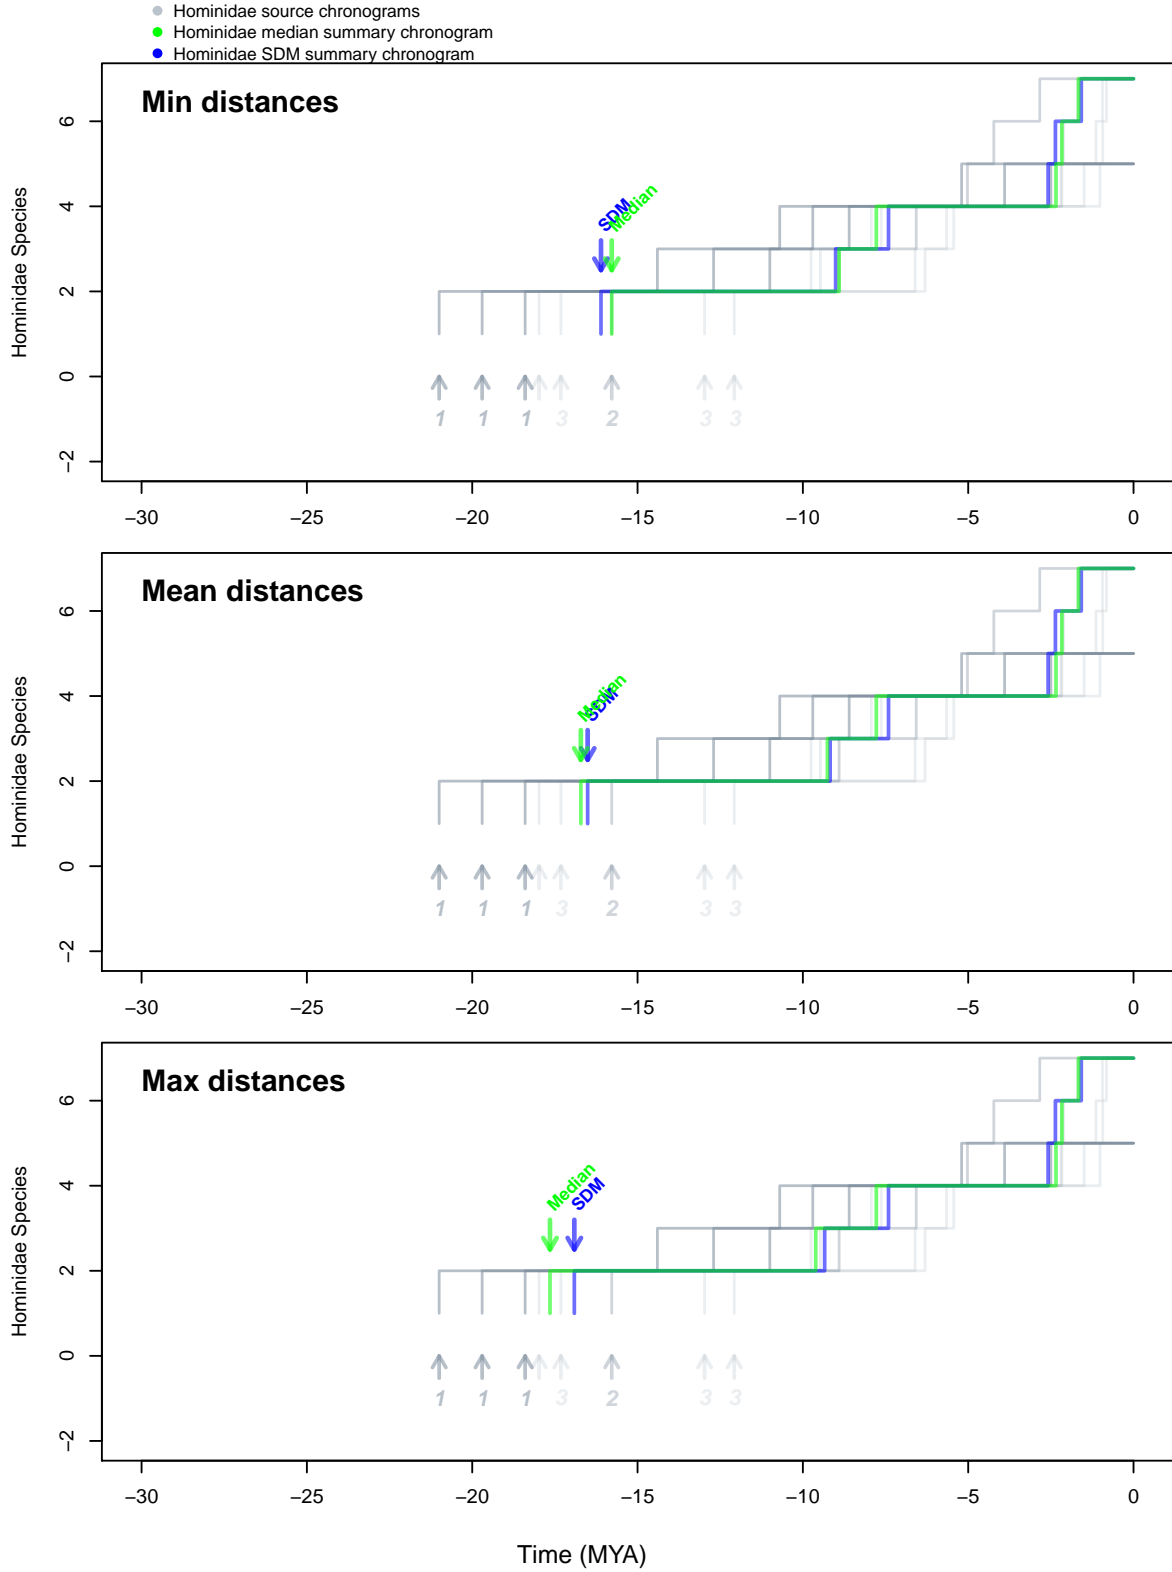 Hominidae source chronograms
Hominidae median summary chronogram
Hominidae SDM summary chronogram
Min distances
Hominidae Species
6
4
2
0
−2
SDM
Median
1 1 1 3 2 3 3
−30 −25 −20 −15 −10 −5 0
Mean distances
Hominidae Species
6
4
2
0
−2
Median
SDM
1 1 1 3 2 3 3
−30 −25 −20 −15 −10 −5 0
Max distances
Hominidae Species
6
4
2
0
−2
Median
SDM
1 1 1 3 2 3 3
−30 −25 −20 −15 −10 −5 0
Time (MYA)